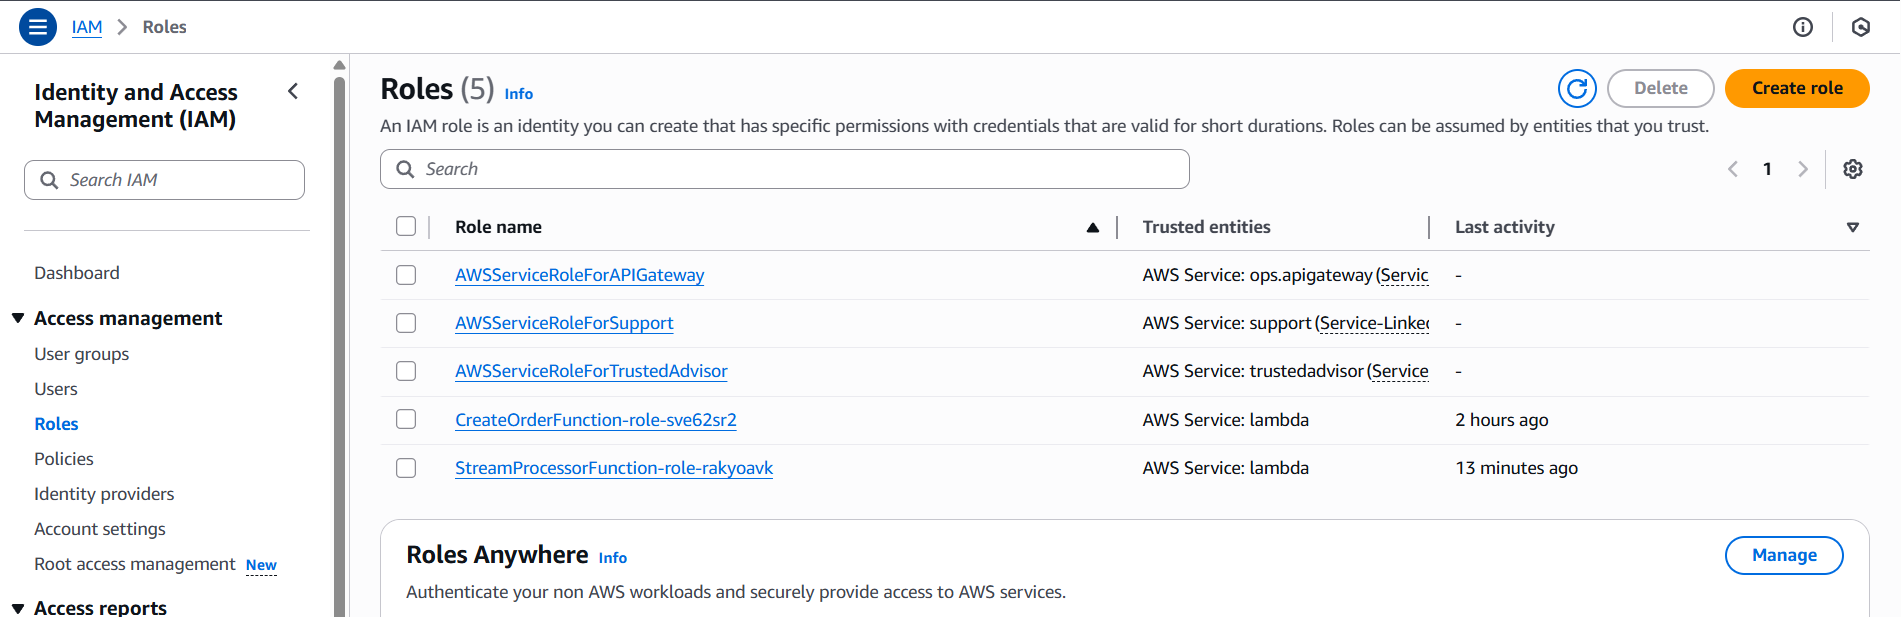 IAM > Roles
Identity and Access
Management (IAM)
Search IAM
Dashboard
Access management
User groups
Users
Roles
Policies
Identity providers
Account settings
Root access management New
Access reports
Roles (5) Info
Delete
Create role
An IAM role is an identity you can create that has specific permissions with credentials that are valid for short durations. Roles can be assumed by entities that you trust.
Search
1
Role name Trusted entities Last activity
AWSServiceRoleForAPIGateway AWS Service: ops.apigateway (Servic -
AWSServiceRoleForSupport AWS Service: support (Service-Linked -
AWSServiceRoleForTrustedAdvisor AWS Service: trustedadvisor (Service -
CreateOrderFunction-role-sve62sr2 AWS Service: lambda 2 hours ago
StreamProcessorFunction-role-rakyoavk AWS Service: lambda 13 minutes ago
Roles Anywhere Info
Manage
Authenticate your non AWS workloads and securely provide access to AWS services.